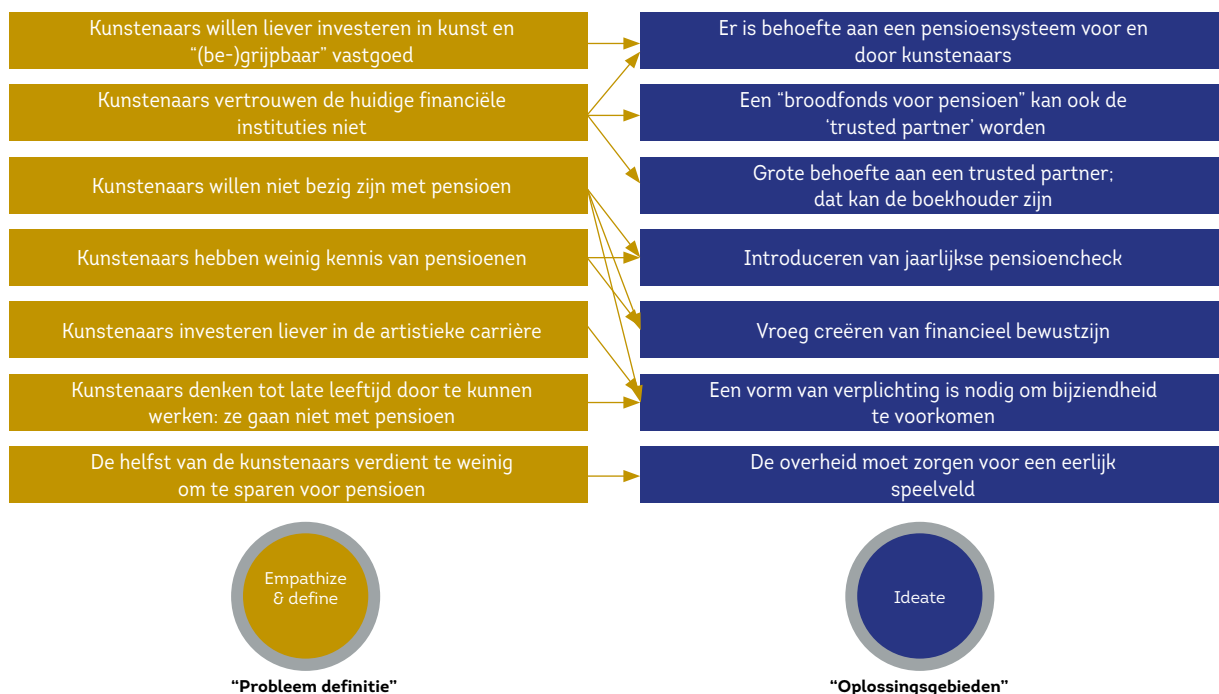 Kunstenaars willen liever investeren in kunst en
“(be-)grijpbaar” vastgoed
Er is behoefte aan een pensioensysteem voor en
door kunstenaars
Kunstenaars vertrouwen de huidige financiële
instituties niet
Een “broodfonds voor pensioen” kan ook de
‘trusted partner’ worden
Kunstenaars willen niet bezig zijn met pensioen
Grote behoefte aan een trusted partner;
dat kan de boekhouder zijn
Kunstenaars hebben weinig kennis van pensioenen
Introduceren van jaarlijkse pensioencheck
Kunstenaars investeren liever in de artistieke carrière
Vroeg creëren van financieel bewustzijn
Kunstenaars denken tot late leeftijd door te kunnen
werken: ze gaan niet met pensioen
Een vorm van verplichting is nodig om bijziendheid
te voorkomen
De helfst van de kunstenaars verdient te weinig
om te sparen voor pensioen
De overheid moet zorgen voor een eerlijk
speelveld
Empathize
& define
Ideate
“Probleem definitie”
“Oplossingsgebieden”